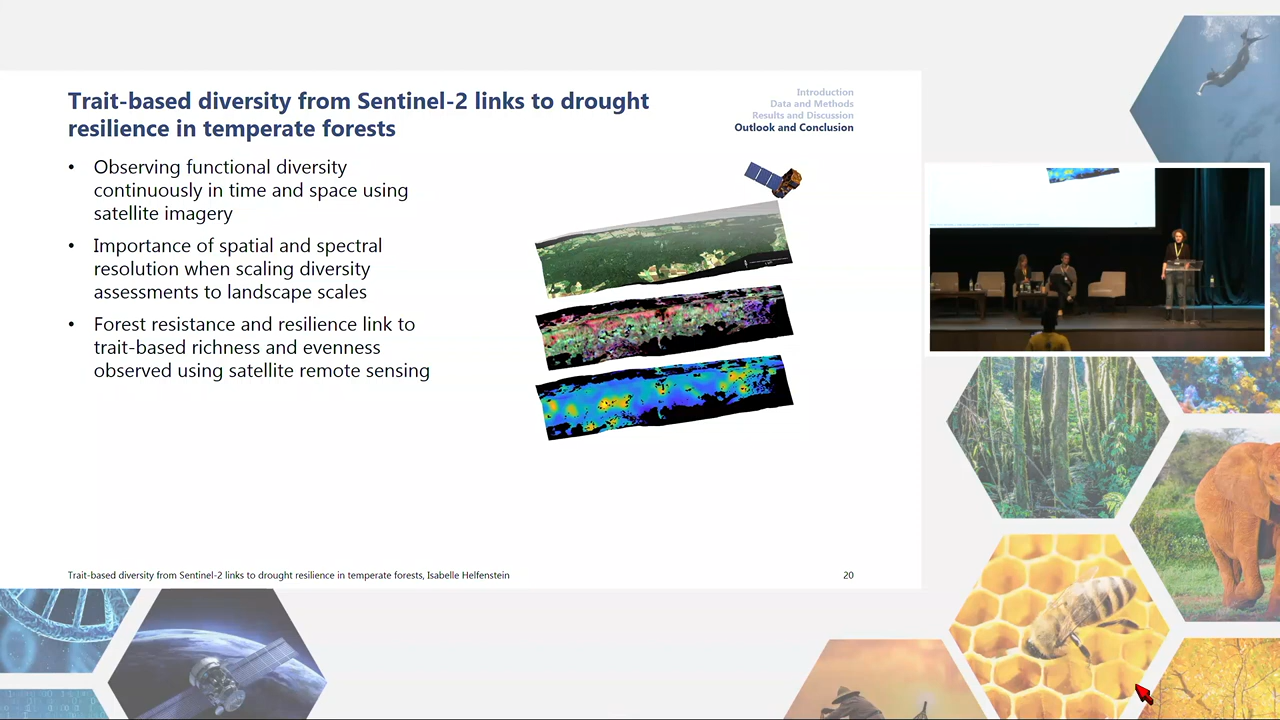 Trait-based diversity from Sentinel-2 links to drought
resilience in temperate forests
Introduction
Data and Methods
Results and Discussion
Outlook and Conclusion
• Observing functional diversity
continuously in time and space using
satellite imagery
• Importance of spatial and spectral
resolution when scaling diversity
assessments to landscape scales
• Forest resistance and resilience link to
trait-based richness and evenness
observed using satellite remote sensing
Trait-based diversity from Sentinel-2 links to drought resilience in temperate forests, Isabelle Helfenstein
20